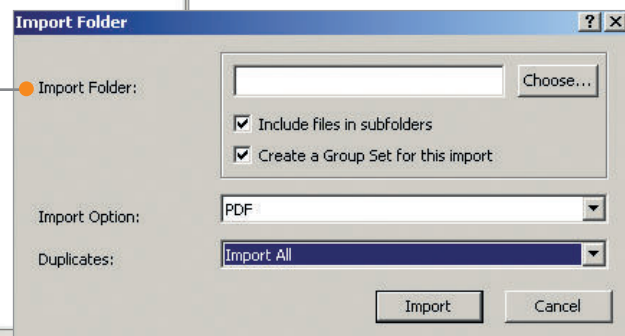 Import Folder
Import Folder:
Choose...
Include files in subfolders
Create a Group Set for this import
Import Option:
PDF
Duplicates:
Import All
Import
Cancel